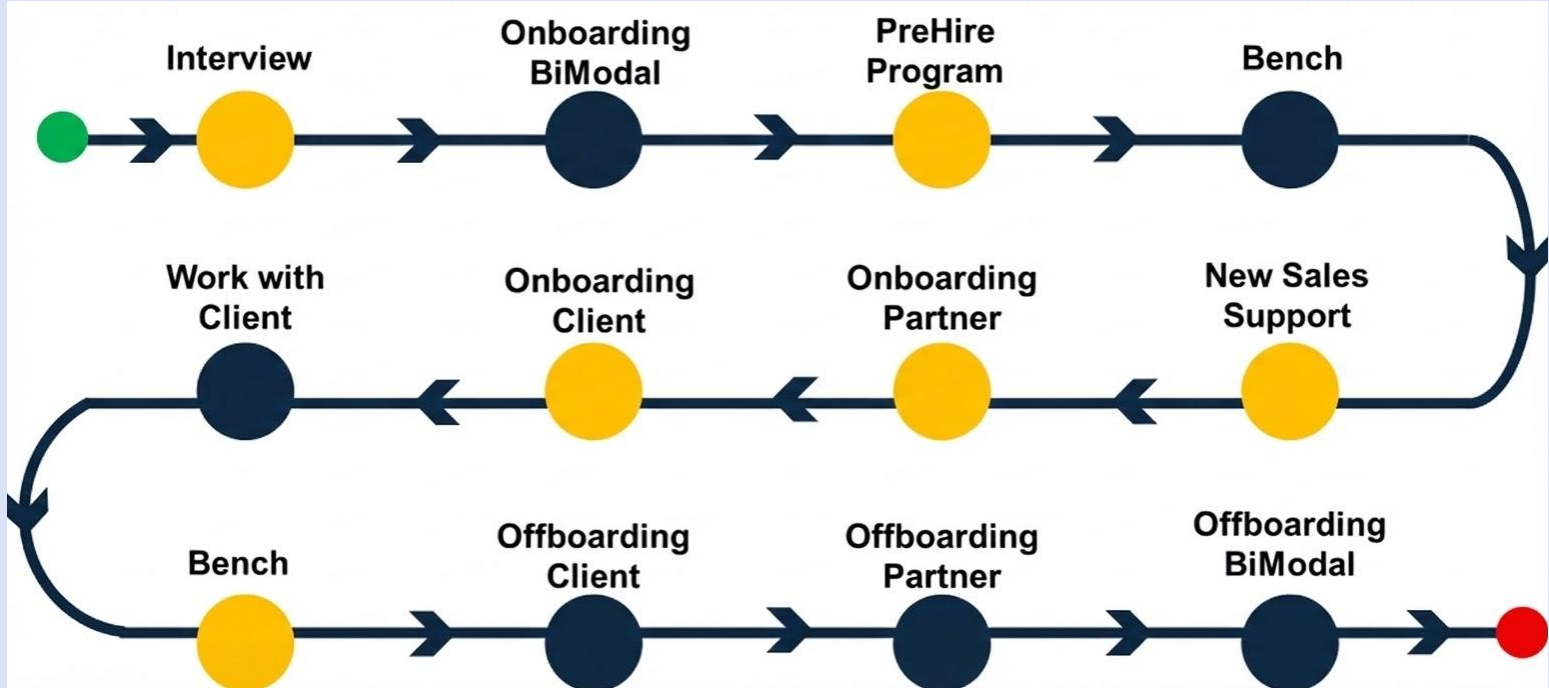 Interview
Onboarding
BiModal
PreHire
Program
Bench
Work with
Client
Onboarding
Client
Onboarding
Partner
New Sales
Support
Bench
Offboarding
Client
Offboarding
Partner
Offboarding
BiModal